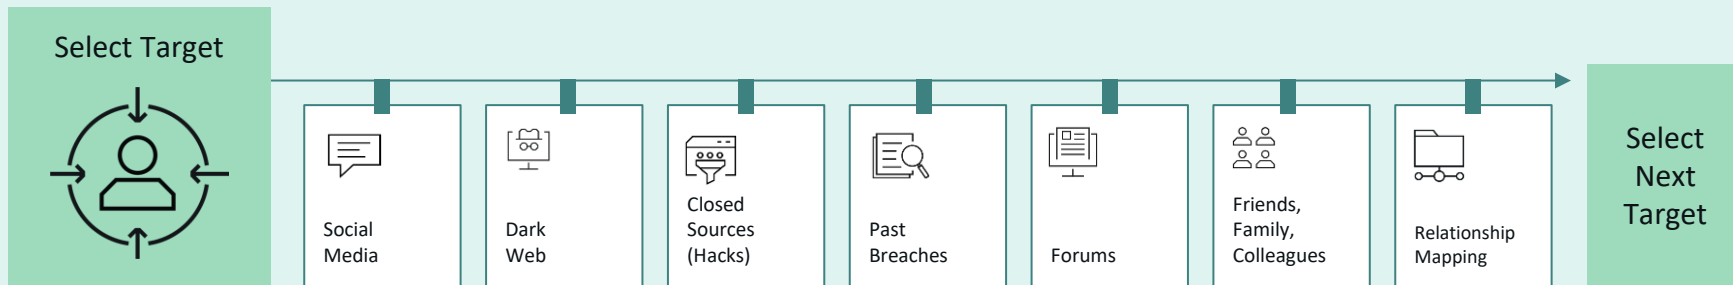 Select Target
Social
Media
Dark
Web
Closed
Sources
(Hacks)
Past
Breaches
Forums
Friends,
Family,
Colleagues
Relationship
Mapping
Select
Next
Target